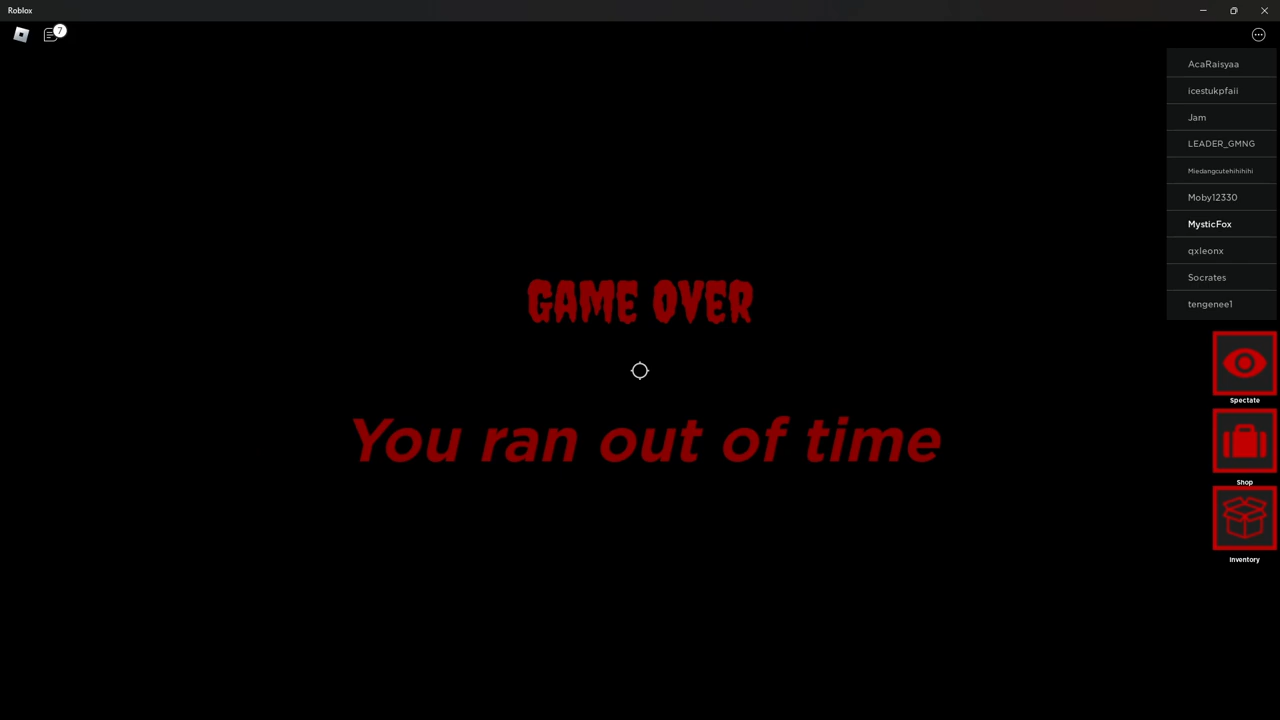 Roblox
7
AcaRaisyaa
icestukpfaii
Jam
LEADER_GMNG
Miedangcutehihihihi
Moby12330
MysticFox
qxleonx
Socrates
tengenee1
GAME OVER
You ran out of time
Spectate
Shop
Inventory